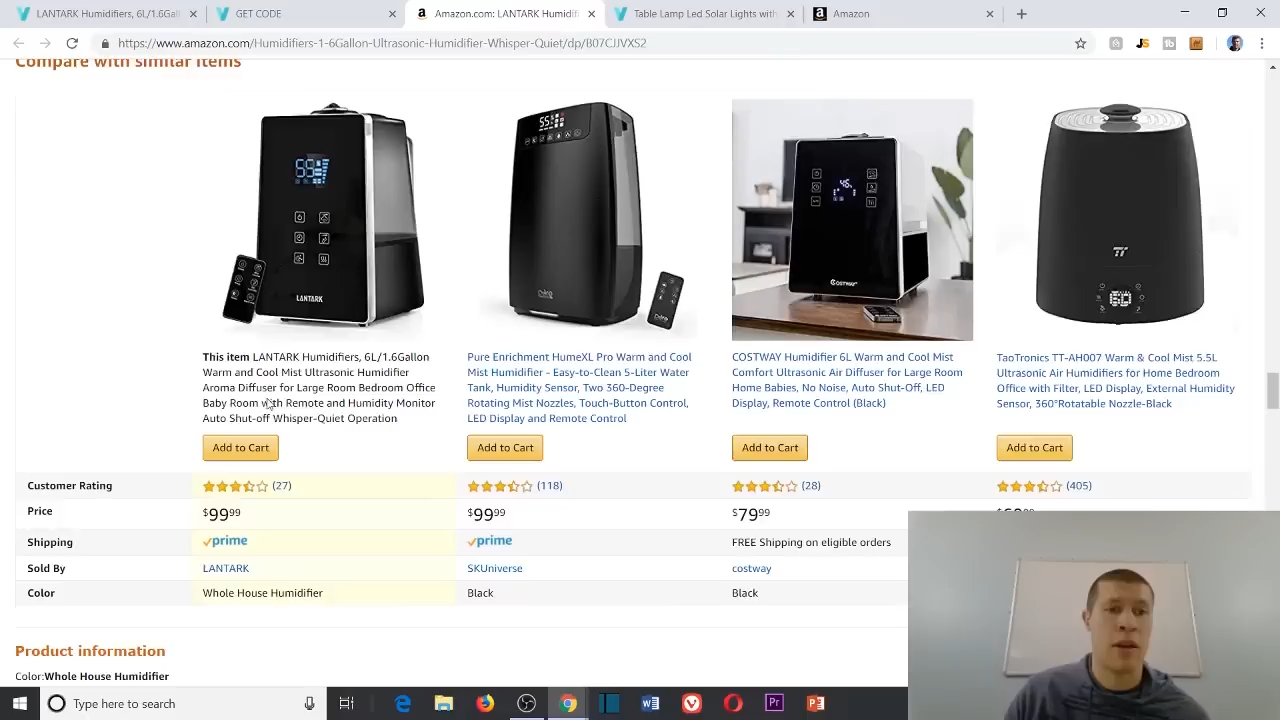 LANTARK Humidifiers, 6L/1.6Gall
GET CODE
Amazon.com: LANTARK Humidifi
Table Lamp Led Solar Lights with
Amazon
https://www.amazon.com/Humidifiers-1-6Gallon-Ultrasonic-Humidifier-Whisper-Quiet/dp/B07CJJVXS2
Compare with similar items
This item LANTARK Humidifiers, 6L/1.6Gallon
Warm and Cool Mist Ultrasonic Humidifier
Aroma Diffuser for Large Room Bedroom Office
Baby Room with Remote and Humidity Monitor
Auto Shut-off Whisper-Quiet Operation
Pure Enrichment HumeXL Pro Warm and Cool
Mist Humidifier - Easy-to-Clean 5-Liter Water
Tank, Humidity Sensor, Two 360-Degree
Rotating Mist Nozzles, Touch-Button Control,
LED Display and Remote Control
COSTWAY Humidifier 6L Warm and Cool Mist
Comfort Ultrasonic Air Diffuser for Large Room
Home Babies, No Noise, Auto Shut-Off, LED
Display, Remote Control (Black)
TaoTronics TT-AH007 Warm & Cool Mist 5.5L
Ultrasonic Air Humidifiers for Home Bedroom
Office with Filter, LED Display, External Humidity
Sensor, 360°Rotatable Nozzle-Black
Add to Cart Add to Cart Add to Cart Add to Cart
Customer Rating (27) (118) (28) (405)
Price $9999 $9999 $7999
Shipping prime prime FREE Shipping on eligible orders
Sold By LANTARK SKUniverse costway
Color Whole House Humidifier Black Black
Product information
Color:Whole House Humidifier
Type here to search
LANTARK
COSTWAY
55
60